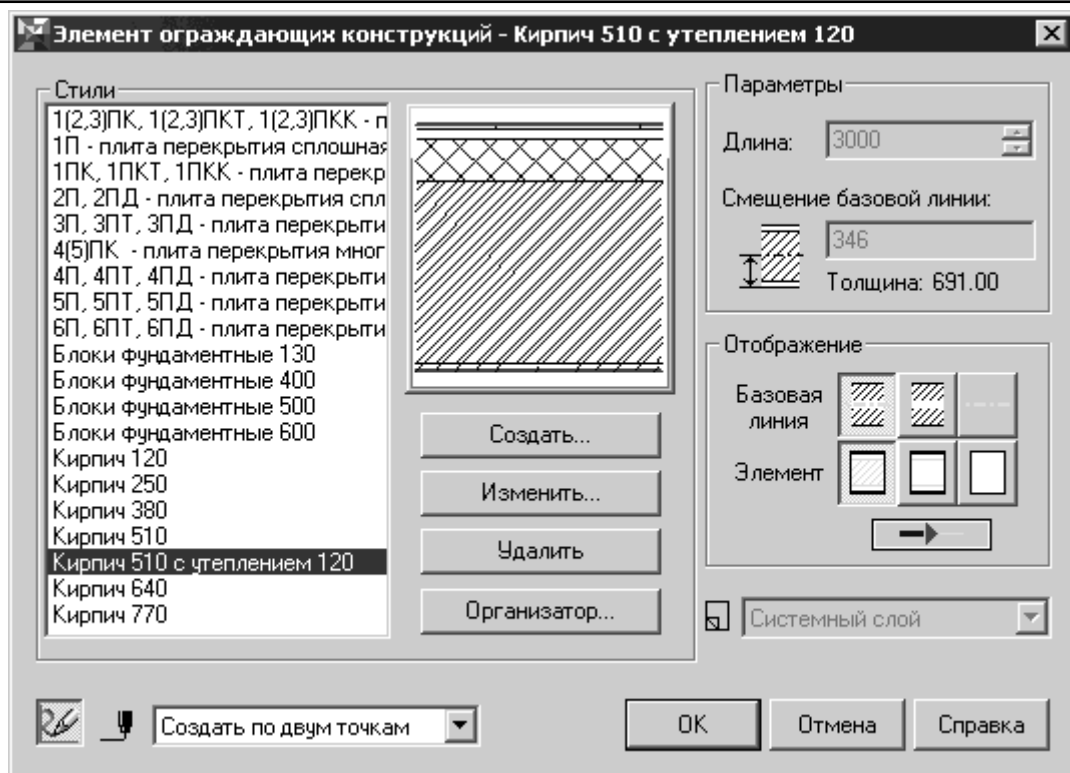 Элемент ограждающих конструкций - Кирпич 510 с утеплением 120
Стили
1(2,3)ПК, 1(2,3)ПКТ, 1(2,3)ПКК - п
1П - плита перекрытия сплошная
1ПК, 1ПКТ, 1ПКК - плита перекр
2П, 2ПД - плита перекрытия спл
3П, 3ПТ, 3ПД - плита перекрыти
4(5)ПК - плита перекрытия мног
4П, 4ПТ, 4ПД - плита перекрыти
5П, 5ПТ, 5ПД - плита перекрыти
6П, 6ПТ, 6ПД - плита перекрыти
Блоки фундаментные 130
Блоки фундаментные 400
Блоки фундаментные 500
Блоки фундаментные 600
Кирпич 120
Кирпич 250
Кирпич 380
Кирпич 510
Кирпич 510 с утеплением 120
Кирпич 640
Кирпич 770
Создать...
Изменить...
Удалить
Организатор...
Параметры
Длина: 3000
Смещение базовой линии:
346
Толщина: 691.00
Отображение
Базовая
линия
Элемент
Системный слой
Создать по двум точкам
OK
Отмена
Справка